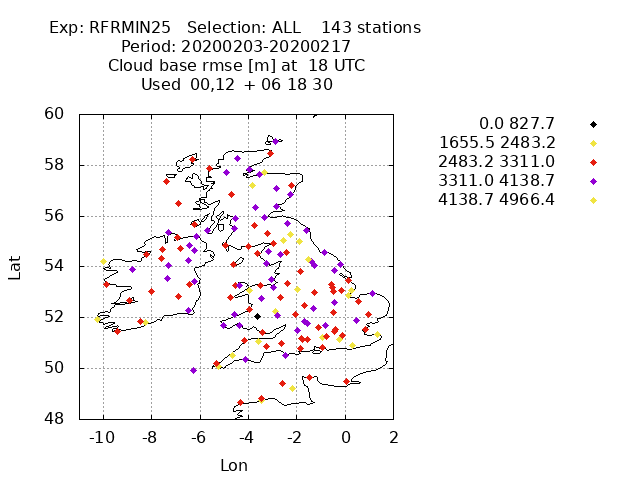 Exp: RFRMIN25 Selection: ALL 143 stations
Period: 20200203-20200217
Cloud base rmse [m] at 18 UTC
Used 00,12 + 06 18 30
0.0 827.7
1655.5 2483.2
2483.2 3311.0
3311.0 4138.7
4138.7 4966.4
60
58
56
54
52
50
48
Lat
-10 -8 -6 -4 -2 0 2
Lon